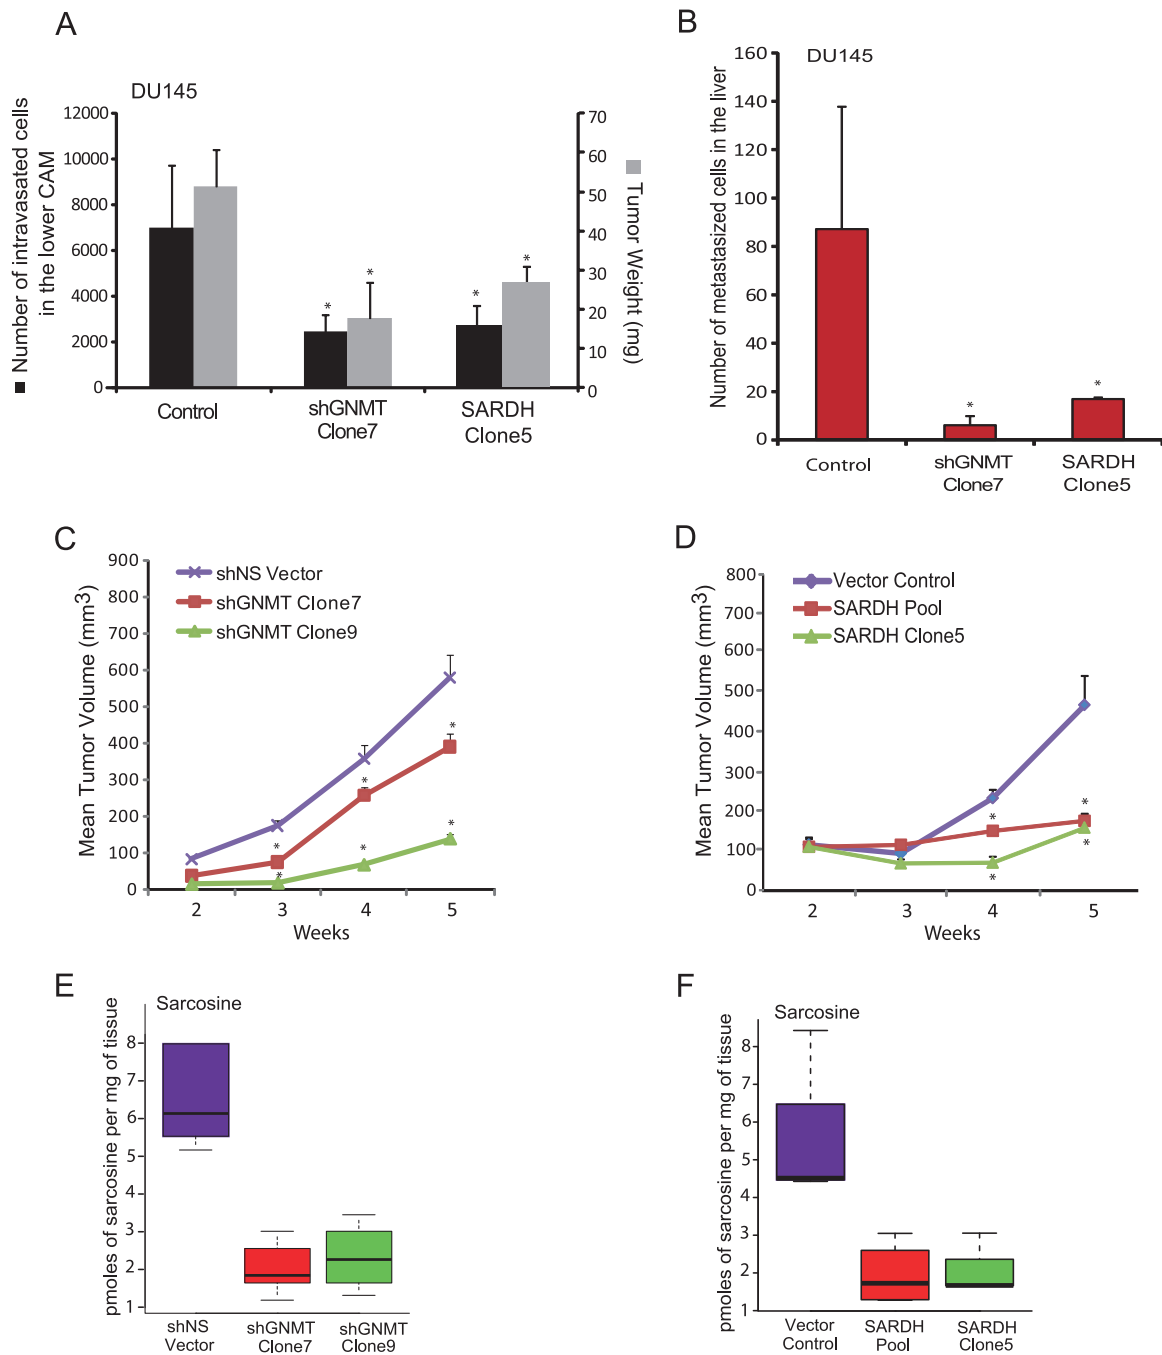 A
DU145
■ Number of intravasated cells
in the lower CAM
12000
10000
8000
6000
4000
2000
0
70
60
50
40
30
20
10
0
Tumor Weight (mg)
* * * *
Control
shGNMT
Clone7
SARDH
Clone5
B
DU145
Number of metastasized cells in the liver
160
140
120
100
80
60
40
20
0
* *
Control
shGNMT
Clone7
SARDH
Clone5
C
Mean Tumor Volume (mm3)
900
800
700
600
500
400
300
200
100
0
shNS Vector
shGNMT Clone7
shGNMT Clone9
* * * * * *
2 3 4 5
Weeks
D
Mean Tumor Volume (mm3)
800
700
600
500
400
300
200
100
0
Vector Control
SARDH Pool
SARDH Clone5
* * * *
2 3 4 5
Weeks
E
Sarcosine
pmoles of sarcosine per mg of tissue
8
7
6
5
4
3
2
1
shNS
Vector
shGNMT
Clone7
shGNMT
Clone9
F
Sarcosine
pmoles of sarcosine per mg of tissue
8
7
6
5
4
3
2
1
Vector
Control
SARDH
Pool
SARDH
Clone5